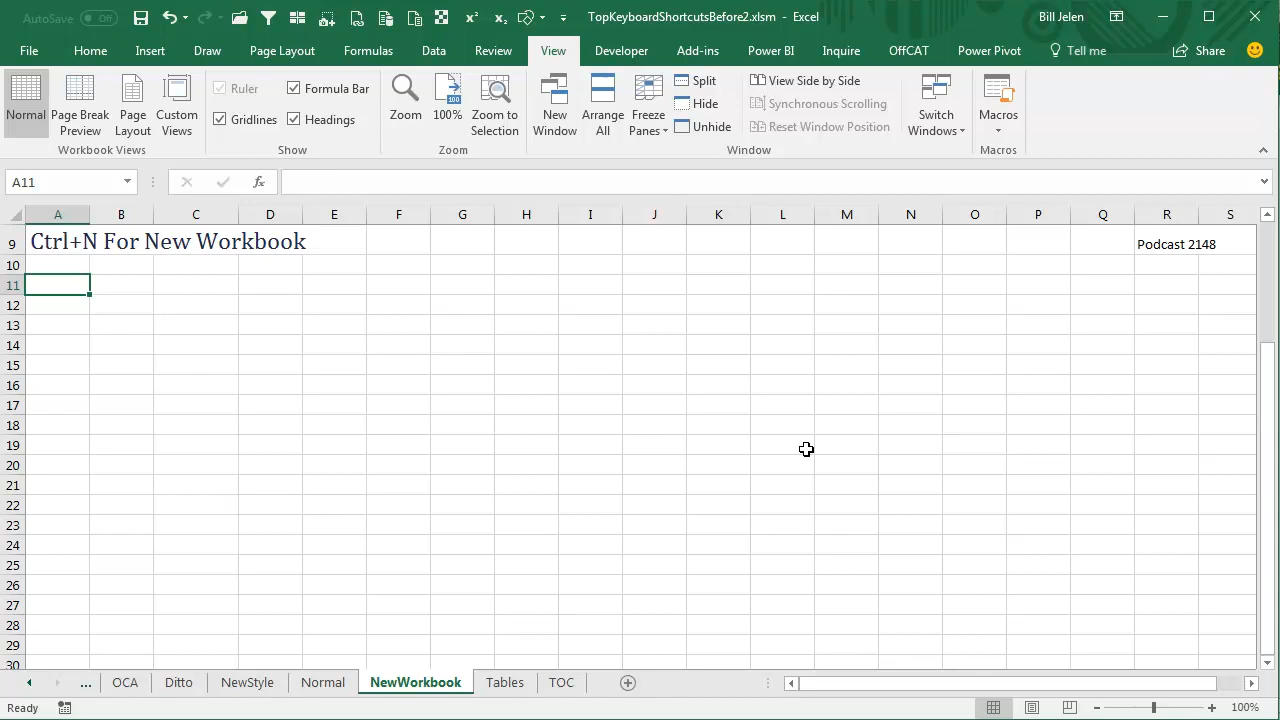 AutoSave Off TopKeyboardShortcutsBefore2.xlsm - Excel Bill Jelen
File Home Insert Draw Page Layout Formulas Data Review View Developer Add-ins Power BI Inquire OffCAT Power Pivot Tell me Share
Normal
Page Break Preview
Page Layout
Custom Views
Workbook Views
Ruler
Formula Bar
Gridlines
Headings
Show
Zoom
100
100%
Zoom to Selection
Zoom
New Window
Arrange All
Freeze Panes
Split
Hide
Unhide
View Side by Side
Synchronous Scrolling
Reset Window Position
Window
Switch Windows
Macros
Macros
A11 fx
A B C D E F G H I J K L M N O P Q R S
9 Ctrl+N For New Workbook Podcast 2148
10
11
12
13
14
15
16
17
18
19
20
21
22
23
24
25
26
27
28
29
30
... OCA Ditto NewStyle Normal NewWorkbook Tables TOC
Ready 100%